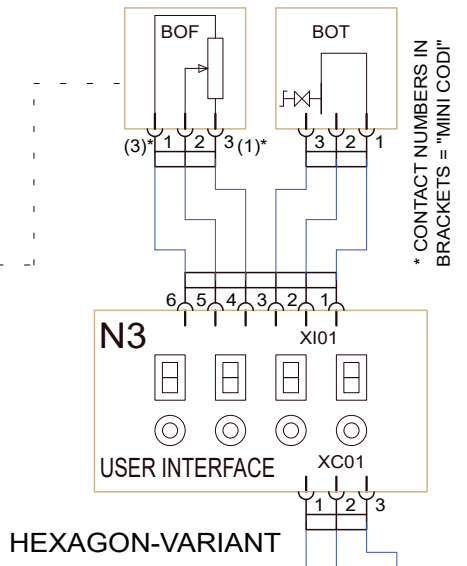 BOF
BOT
(3)* 1 2 3 (1)*
3 2 1
* CONTACT NUMBERS IN
BRACKETS = "MINI CODI"
6 5 4 3 2 1
N3
XI01
USER INTERFACE
XC01
1 2 3
HEXAGON-VARIANT